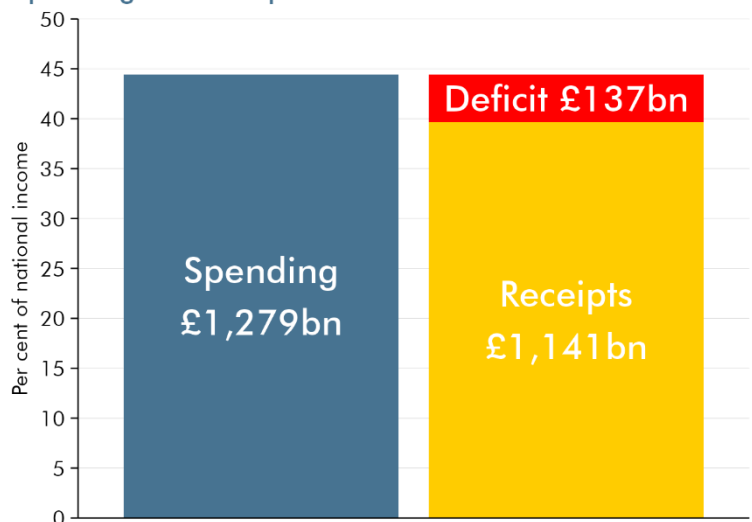 50
45
40
35
30
25
20
15
10
5
0
Per cent of national income
Spending
£1,279bn
Deficit £137bn
Receipts
£1,141bn